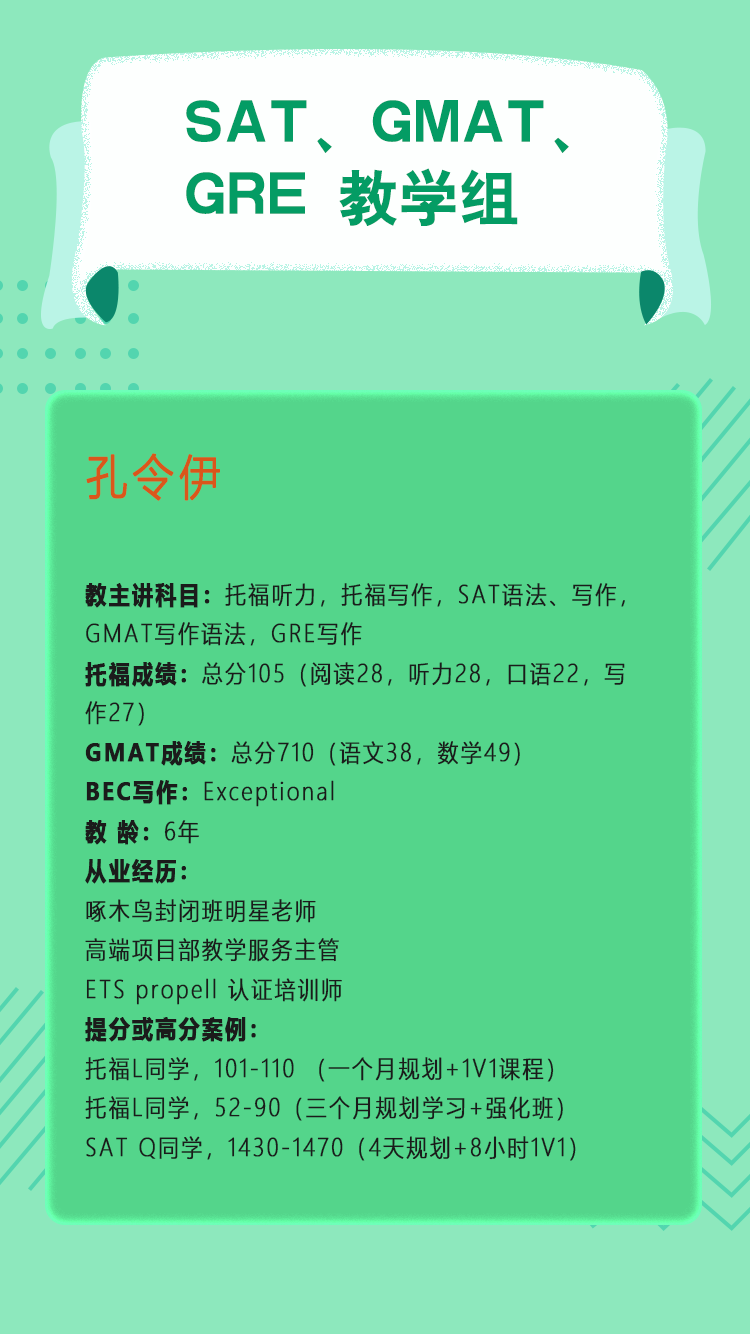 SAT、GMAT、
GRE 教学组
孔令伊
教主讲科目：托福听力，托福写作，SAT语法、写作，
GMAT写作语法，GRE写作
托福成绩：总分105（阅读28，听力28，口语22，写
作27）
GMAT成绩：总分710（语文38，数学49）
BEC写作：Exceptional
教 龄：6年
从业经历：
啄木鸟封闭班明星老师
高端项目部教学服务主管
ETS propell 认证培训师
提分或高分案例：
托福L同学，101-110 （一个月规划+1V1课程）
托福L同学，52-90（三个月规划学习+强化班）
SAT Q同学，1430-1470（4天规划+8小时1V1）